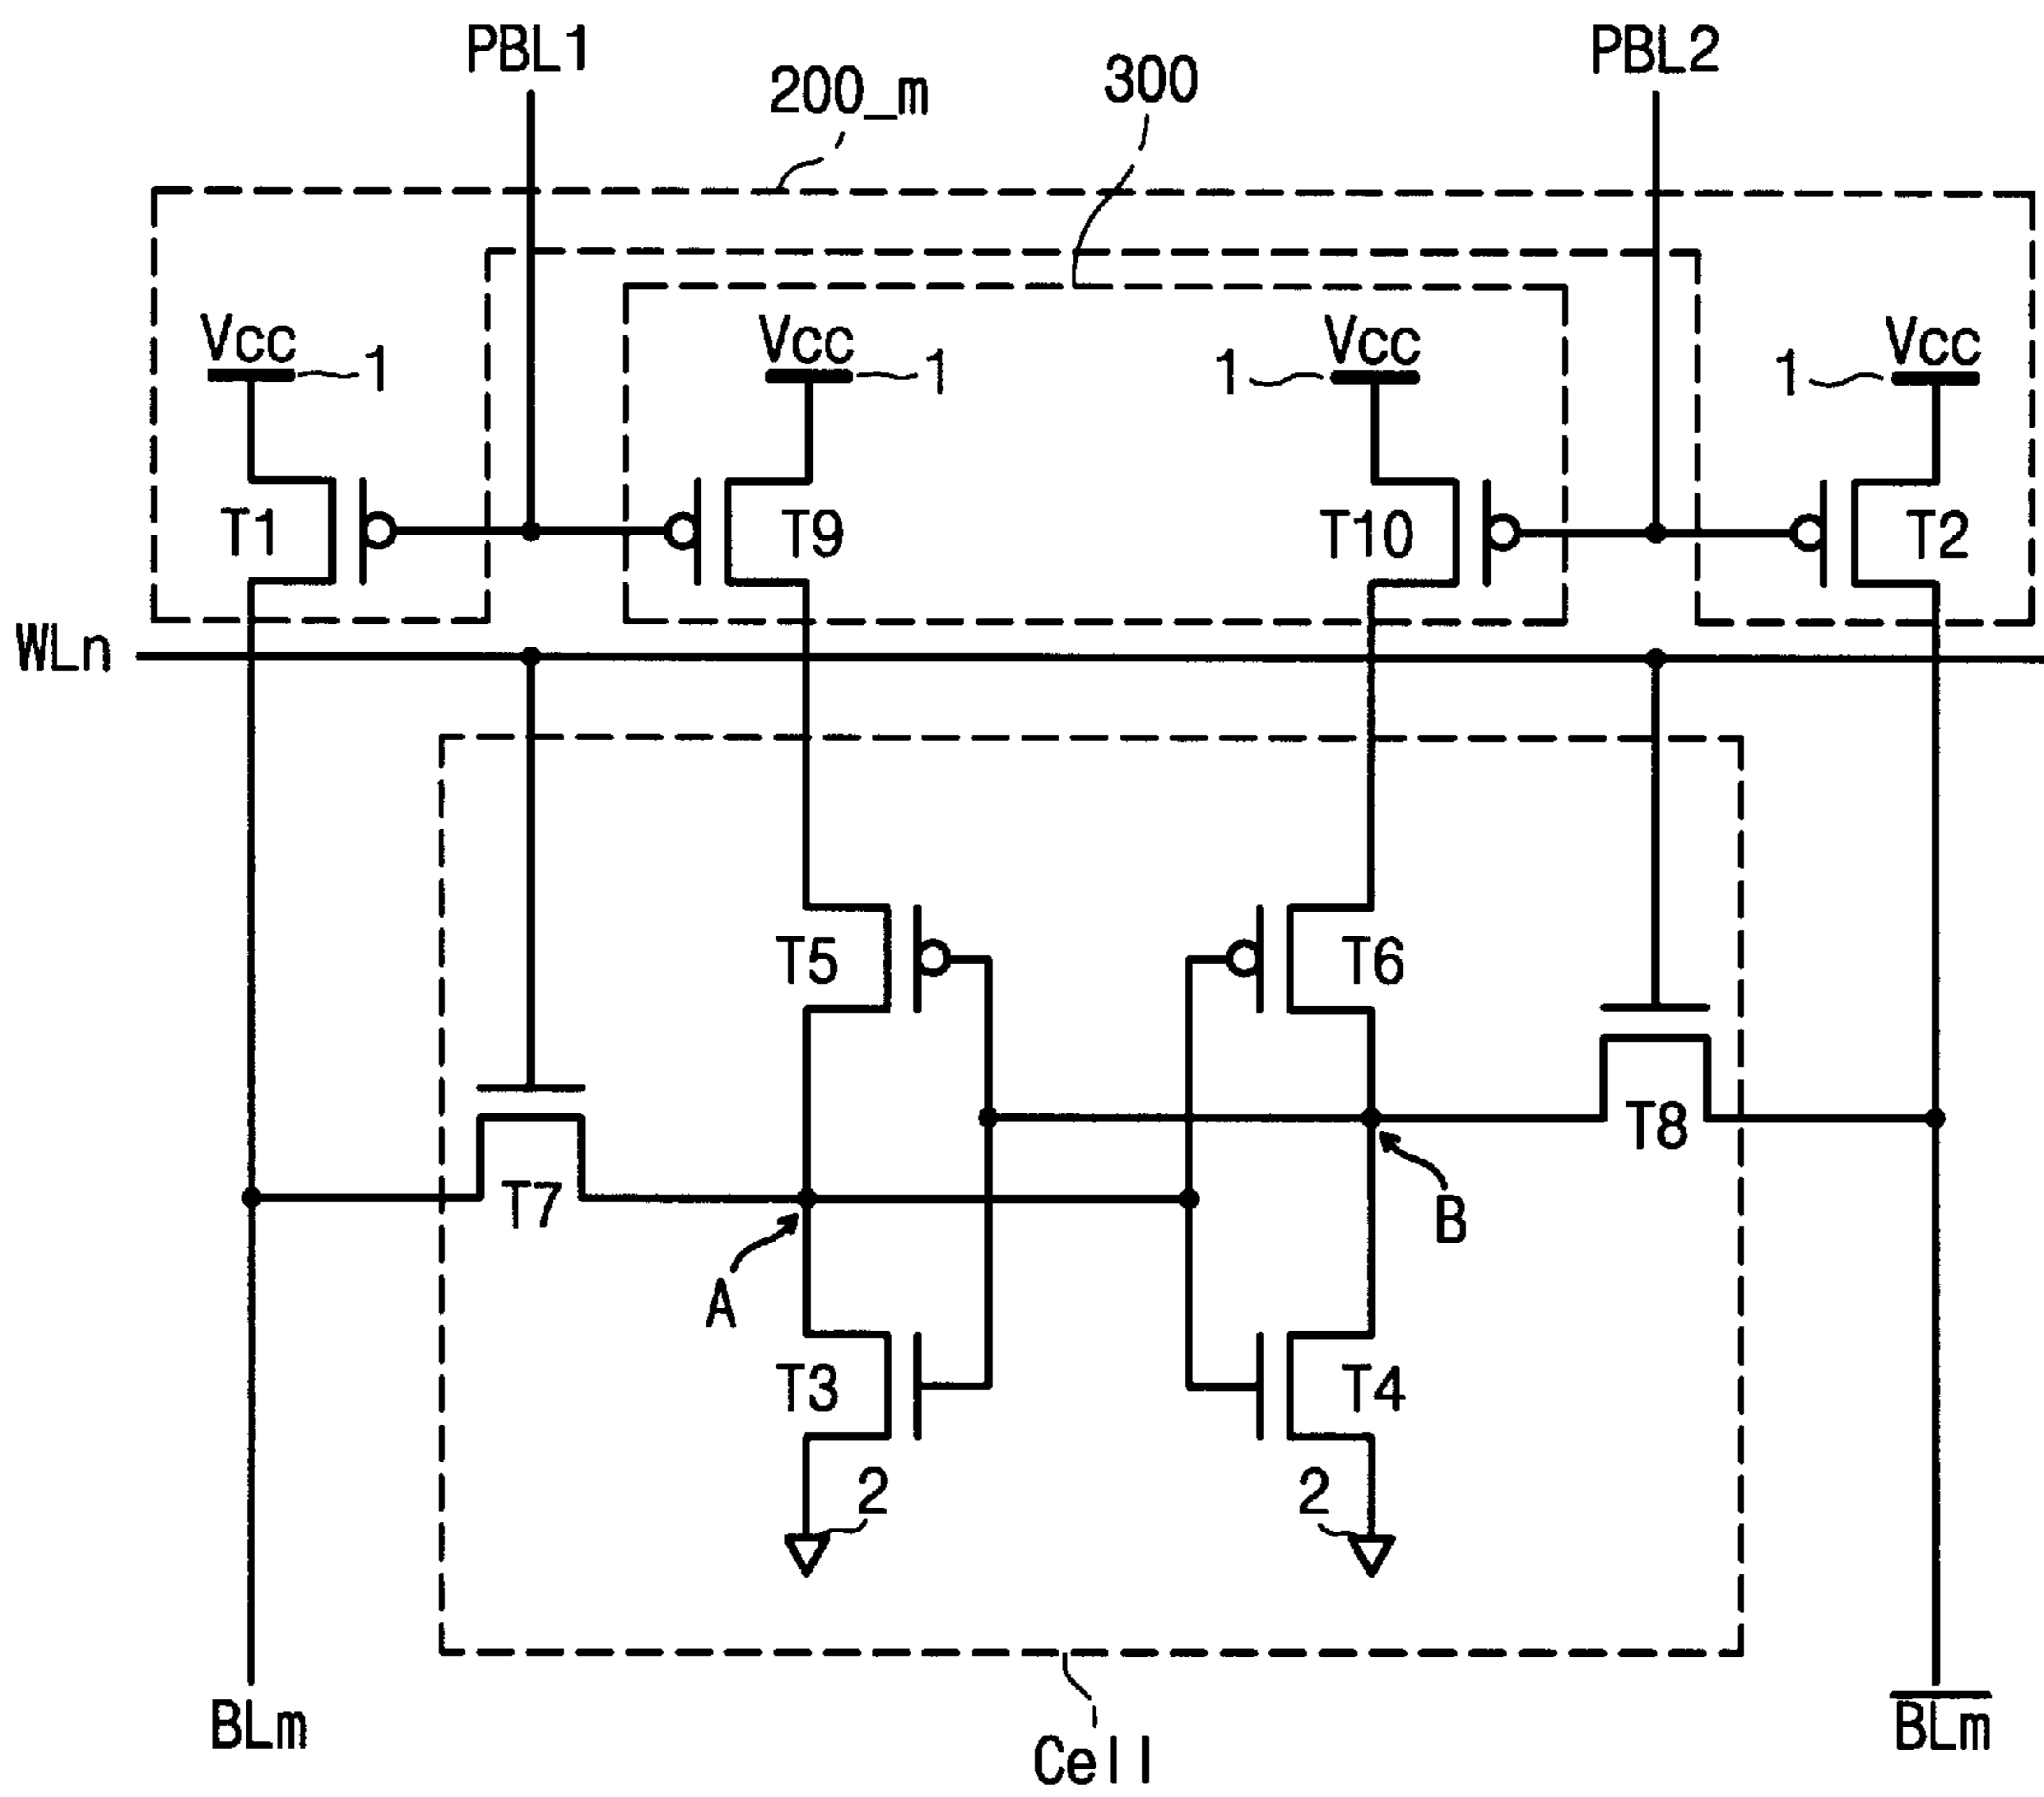 PBL1
PBL2
200_m
300
Vcc
Vcc
Vcc
Vcc
1
1
1
1
T1
T9
T10
T2
WLn
T5
T6
T7
T8
A
B
T3
T4
2
2
BLm
B̅L̅m̅
Cell